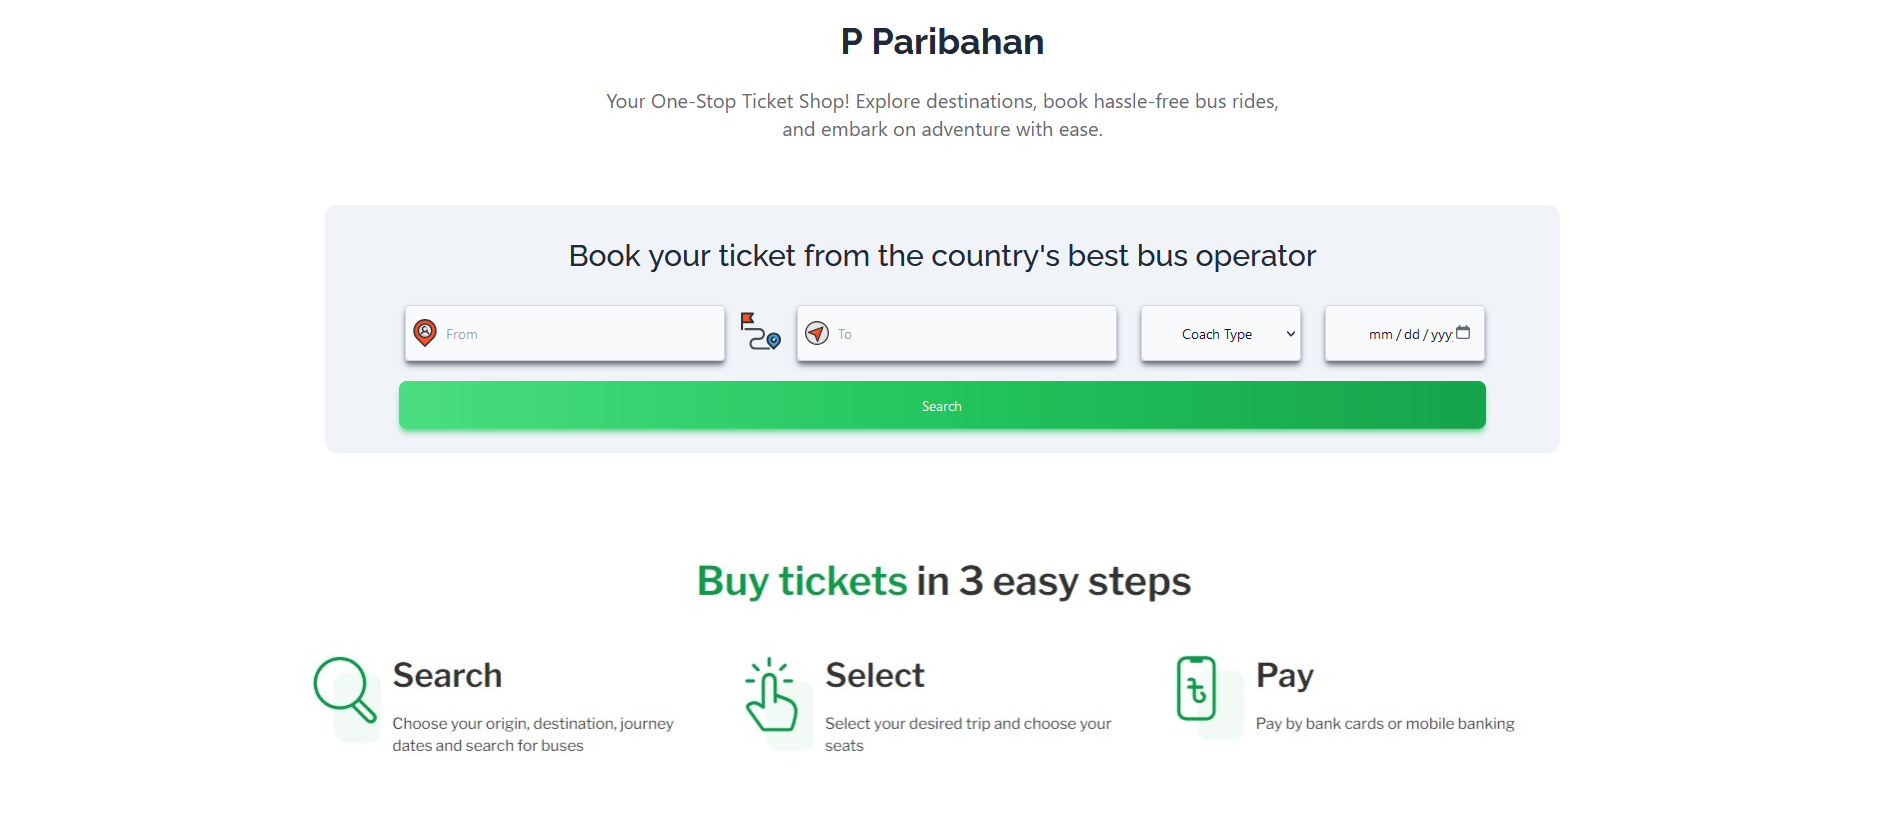 P Paribahan
Your One-Stop Ticket Shop! Explore destinations, book hassle-free bus rides,
and embark on adventure with ease.
Book your ticket from the country's best bus operator
From
To
Coach Type
mm / dd / yyy
Search
Buy tickets in 3 easy steps
Search
Choose your origin, destination, journey
dates and search for buses
Select
Select your desired trip and choose your
seats
৳
Pay
Pay by bank cards or mobile banking